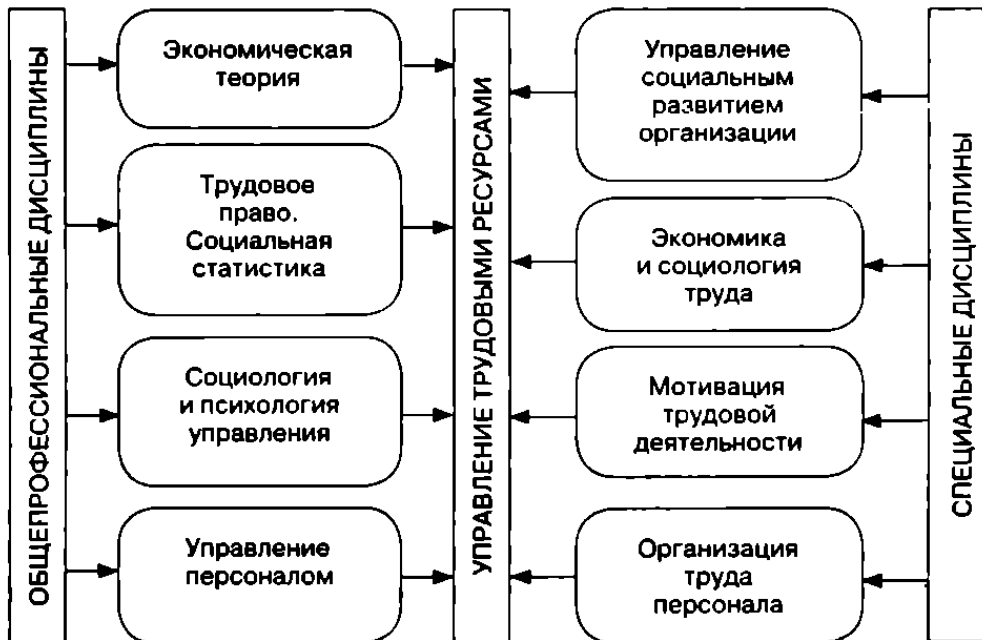 ОБЩЕПРОФЕССИОНАЛЬНЫЕ ДИСЦИПЛИНЫ
Экономическая
теория
Трудовое
право.
Социальная
статистика
Социология
и психология
управления
Управление
персоналом
УПРАВЛЕНИЕ ТРУДОВЫМИ РЕСУРСАМИ
Управление
социальным
развитием
организации
Экономика
и социология
труда
Мотивация
трудовой
деятельности
Организация
труда
персонала
СПЕЦИАЛЬНЫЕ ДИСЦИПЛИНЫ